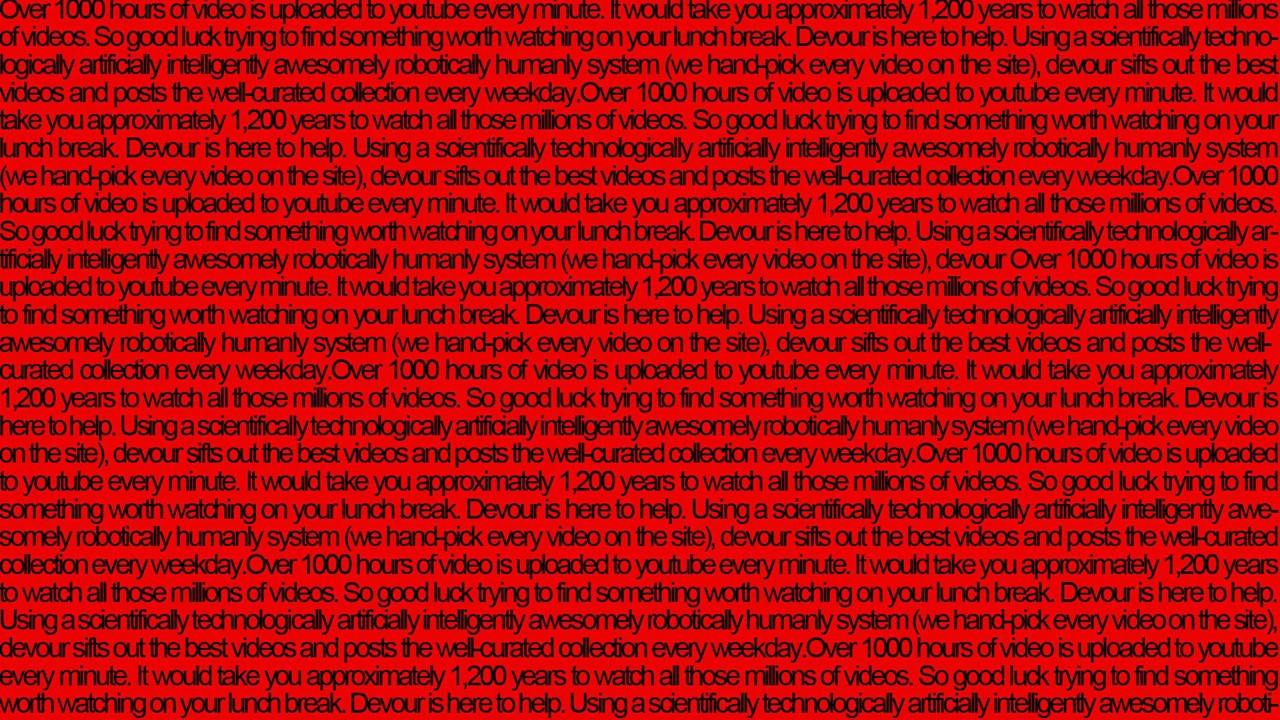 Over 1000 hours of video is uploaded to youtube every minute. It would take you approximately 1,200 years to watch all those millions
of videos. So good luck trying to find something worth watching on your lunch break. Devour is here to help. Using a scientifically techno-
logically artificially intelligently awesomely robotically humanly system (we hand-pick every video on the site), devour sifts out the best
videos and posts the well-curated collection every weekday.Over 1000 hours of video is uploaded to youtube every minute. It would
take you approximately 1,200 years to watch all those millions of videos. So good luck trying to find something worth watching on your
lunch break. Devour is here to help. Using a scientifically technologically artificially intelligently awesomely robotically humanly system
(we hand-pick every video on the site), devour sifts out the best videos and posts the well-curated collection every weekday.Over 1000
hours of video is uploaded to youtube every minute. It would take you approximately 1,200 years to watch all those millions of videos.
So good luck trying to find something worth watching on your lunch break. Devour is here to help. Using a scientifically technologically ar-
tificially intelligently awesomely robotically humanly system (we hand-pick every video on the site), devour Over 1000 hours of video is
uploaded to youtube every minute. It would take you approximately 1,200 years to watch all those millions of videos. So good luck trying
to find something worth watching on your lunch break. Devour is here to help. Using a scientifically technologically artificially intelligently
awesomely robotically humanly system (we hand-pick every video on the site), devour sifts out the best videos and posts the well-
curated collection every weekday.Over 1000 hours of video is uploaded to youtube every minute. It would take you approximately
1,200 years to watch all those millions of videos. So good luck trying to find something worth watching on your lunch break. Devour is
here to help. Using a scientifically technologically artificially intelligently awesomely robotically humanly system (we hand-pick every video
on the site), devour sifts out the best videos and posts the well-curated collection every weekday.Over 1000 hours of video is uploaded
to youtube every minute. It would take you approximately 1,200 years to watch all those millions of videos. So good luck trying to find
something worth watching on your lunch break. Devour is here to help. Using a scientifically technologically artificially intelligently awe-
somely robotically humanly system (we hand-pick every video on the site), devour sifts out the best videos and posts the well-curated
collection every weekday.Over 1000 hours of video is uploaded to youtube every minute. It would take you approximately 1,200 years
to watch all those millions of videos. So good luck trying to find something worth watching on your lunch break. Devour is here to help.
Using a scientifically technologically artificially intelligently awesomely robotically humanly system (we hand-pick every video on the site),
devour sifts out the best videos and posts the well-curated collection every weekday.Over 1000 hours of video is uploaded to youtube
every minute. It would take you approximately 1,200 years to watch all those millions of videos. So good luck trying to find something
worth watching on your lunch break. Devour is here to help. Using a scientifically technologically artificially intelligently awesomely roboti-